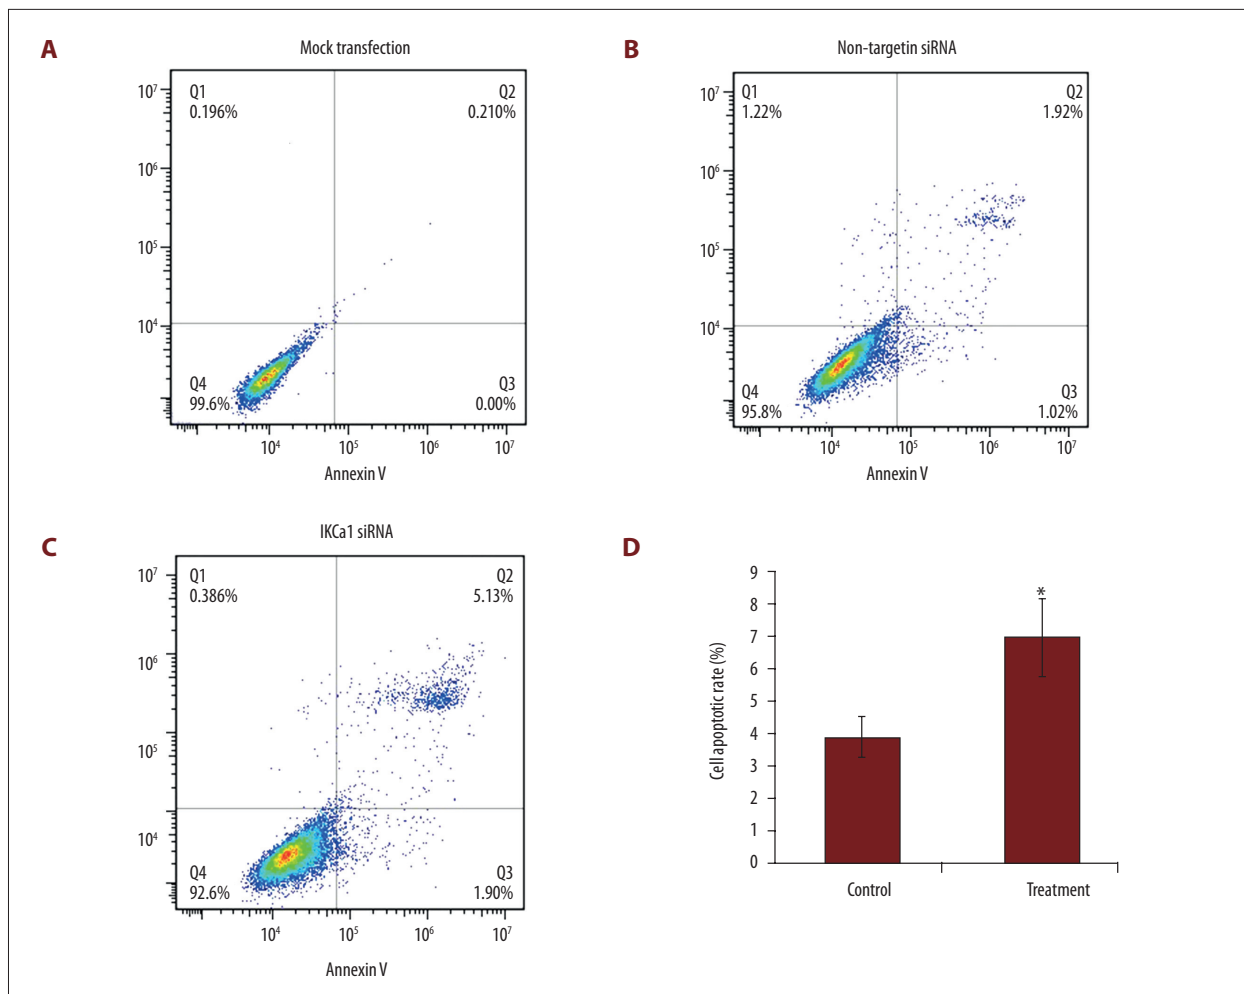 A
Mock transfection
Q1
0.196%
Q2
0.210%
10⁷
10⁶
10⁵
10⁴
Q4
99.6%
Q3
0.00%
10⁴ 10⁵ 10⁶ 10⁷
Annexin V
B
Non-targetin siRNA
Q1
1.22%
Q2
1.92%
10⁷
10⁶
10⁵
10⁴
Q4
95.8%
Q3
1.02%
10⁴ 10⁵ 10⁶ 10⁷
Annexin V
C
IKCa1 siRNA
Q1
0.386%
Q2
5.13%
10⁷
10⁶
10⁵
10⁴
Q4
92.6%
Q3
1.90%
10⁴ 10⁵ 10⁶ 10⁷
Annexin V
D
Cell apoptotic rate (%)
9
8
7
6
5
4
3
2
1
0
*
Control Treatment